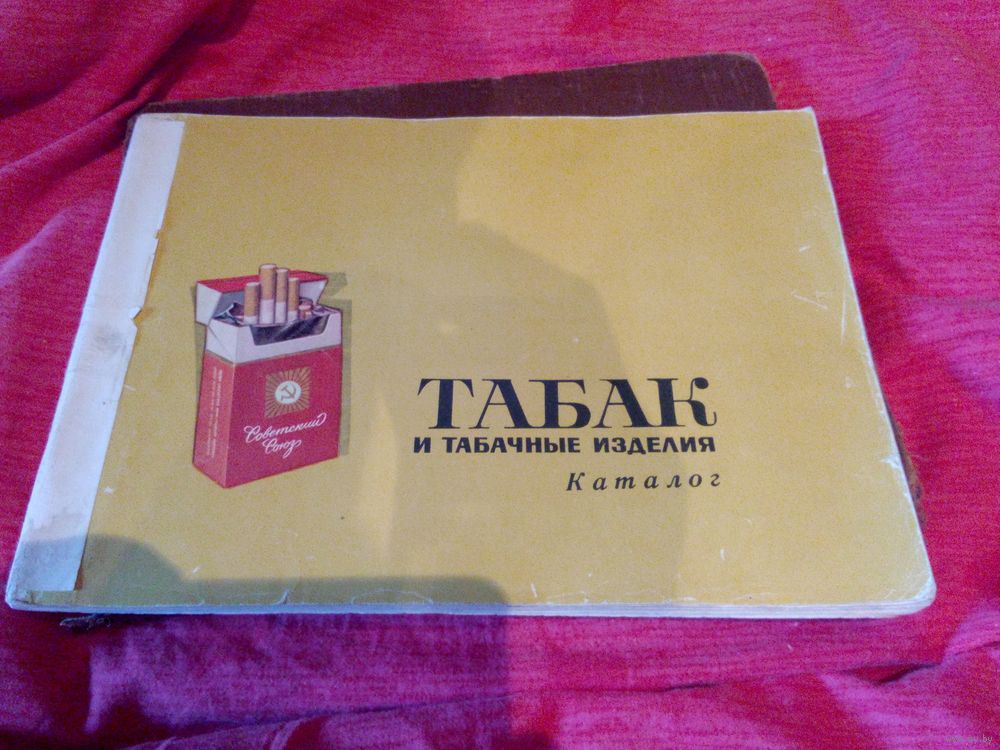 Советский
Союз
ТАБАК
И ТАБАЧНЫЕ ИЗДЕЛИЯ
Каталог